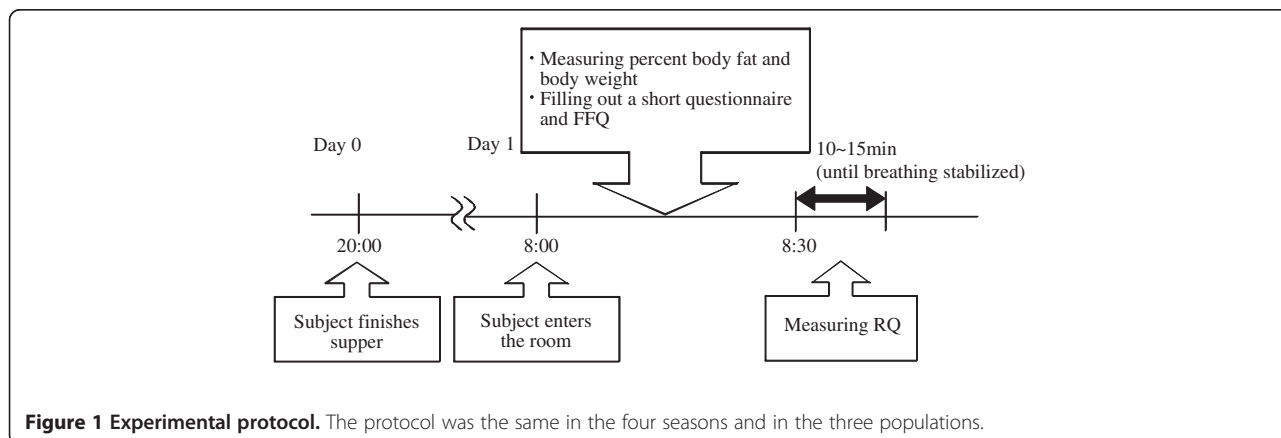 ・Measuring percent body fat and
body weight
・Filling out a short questionnaire
and FFQ
Day 0
Day 1
10~15min
(until breathing stabilized)
20:00
8:00
8:30
Subject finishes
supper
Subject enters
the room
Measuring RQ
Figure 1 Experimental protocol. The protocol was the same in the four seasons and in the three populations.